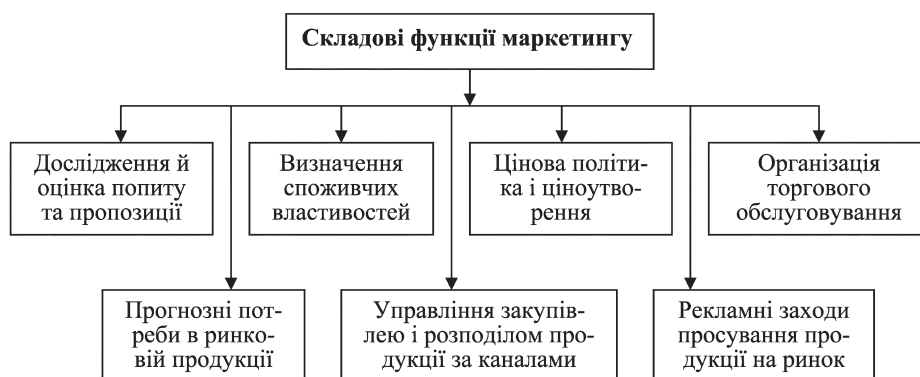 Складові функції маркетингу
Дослідження й
оцінка попиту
та пропозиції
Визначення
споживчих
властивостей
Цінова політи-
ка і ціноутво-
рення
Організація
торгового
обслуговування
Прогнозні пот-
реби в ринко-
вій продукції
Управління закупів-
лею і розподілом про-
дукції за каналами
Рекламні заходи
просування про-
дукції на ринок